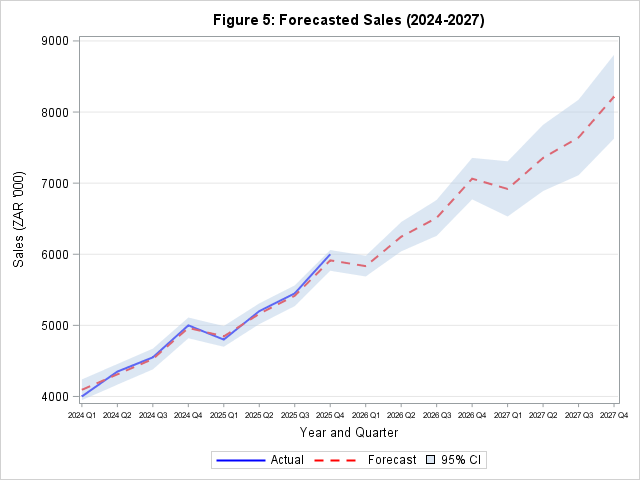 Figure 5: Forecasted Sales (2024-2027)
9000
8000
7000
6000
5000
4000
Sales (ZAR '000)
2024 Q1 2024 Q2 2024 Q3 2024 Q4 2025 Q1 2025 Q2 2025 Q3 2025 Q4 2026 Q1 2026 Q2 2026 Q3 2026 Q4 2027 Q1 2027 Q2 2027 Q3 2027 Q4
Year and Quarter
Actual Forecast 95% CI